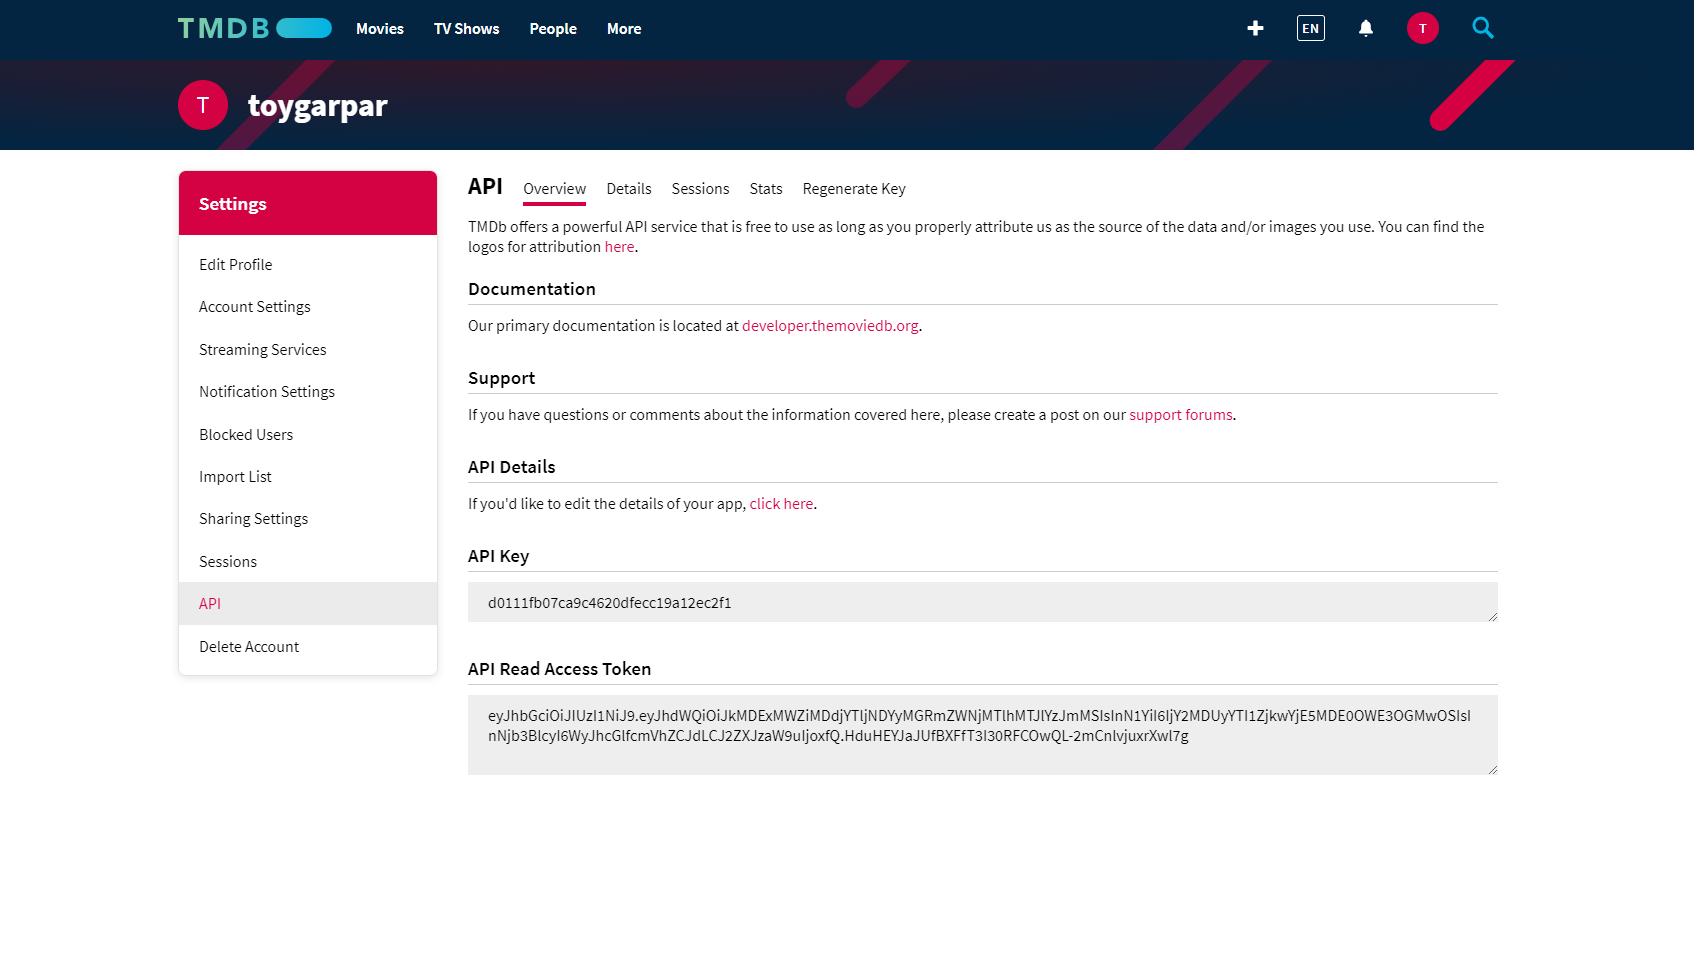 TMDB
Movies
TV Shows
People
More
EN
T
T
toygarpar
Settings
Edit Profile
Account Settings
Streaming Services
Notification Settings
Blocked Users
Import List
Sharing Settings
Sessions
API
Delete Account
API
Overview
Details
Sessions
Stats
Regenerate Key
TMDb offers a powerful API service that is free to use as long as you properly attribute us as the source of the data and/or images you use. You can find the
logos for attribution here.
Documentation
Our primary documentation is located at developer.themoviedb.org.
Support
If you have questions or comments about the information covered here, please create a post on our support forums.
API Details
If you'd like to edit the details of your app, click here.
API Key
d0111fb07ca9c4620dfecc19a12ec2f1
API Read Access Token